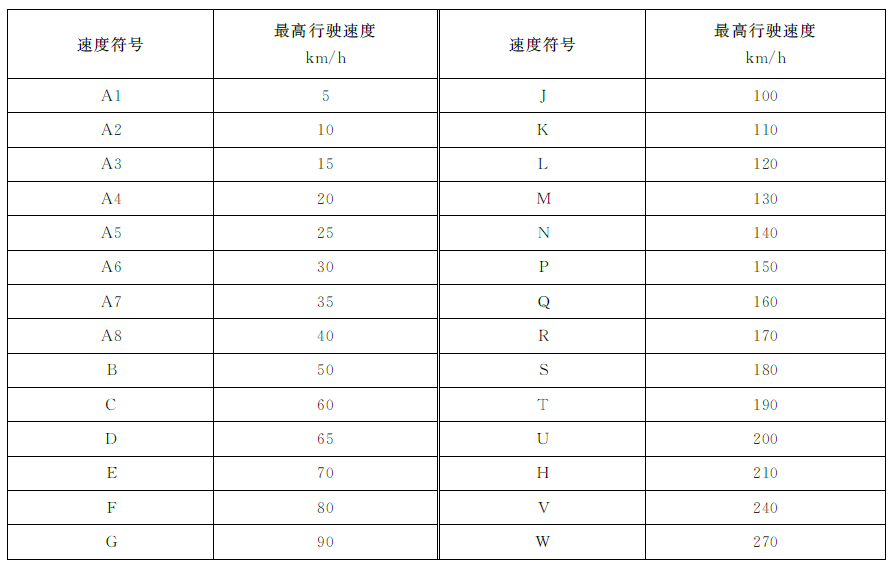 速度符号 最高行驶速度 速度符号 最高行驶速度
km/h km/h
A1 5 J 100
A2 10 K 110
A3 15 L 120
A4 20 M 130
A5 25 N 140
A6 30 P 150
A7 35 Q 160
A8 40 R 170
B 50 S 180
C 60 T 190
D 65 U 200
E 70 H 210
F 80 V 240
G 90 W 270